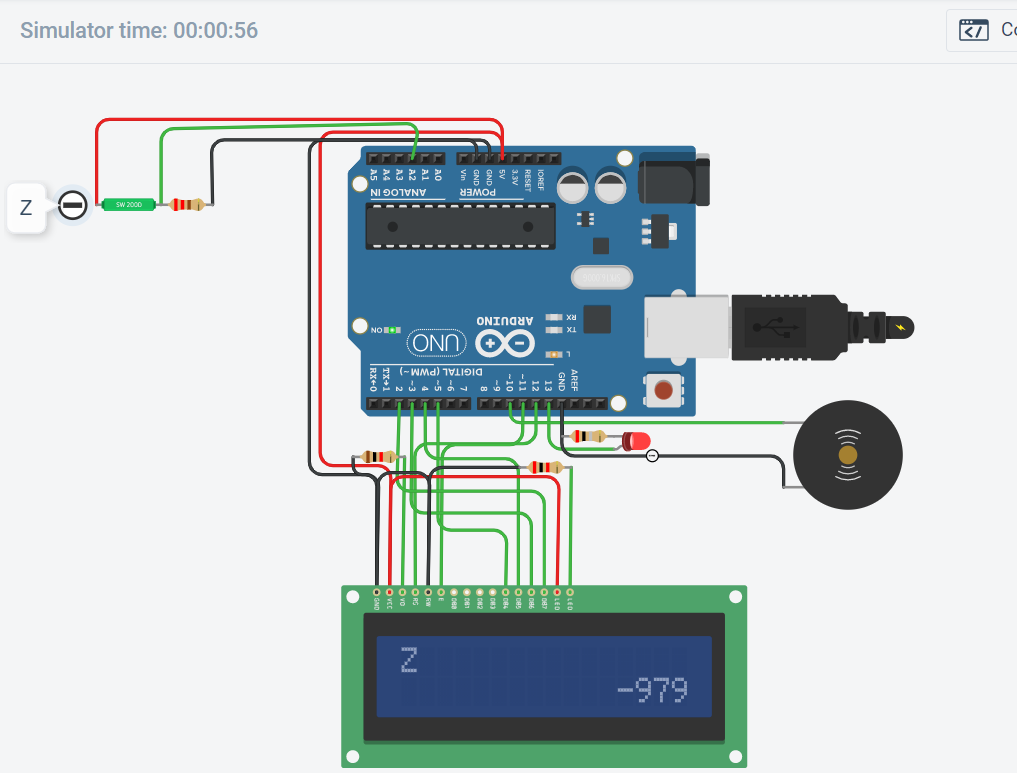 Simulator time: 00:00:56
Co
A5 A4 A3 A2 A1 A0
Vin GND GND 5V 3.3V RESET IOREF
ANALOG IN
POWER
Z
SW 200D
ON
UNO
ARDUINO
RX
TX
L
DIGITAL (PWM~)
RX←0 TX→1 2 ~3 4 ~5 ~6 7 8 ~9 ~10 ~11 12 13 GND AREF
GND VCC V0 RS RW E DB0 DB1 DB2 DB3 DB4 DB5 DB6 DB7 LED LED
Z
-979